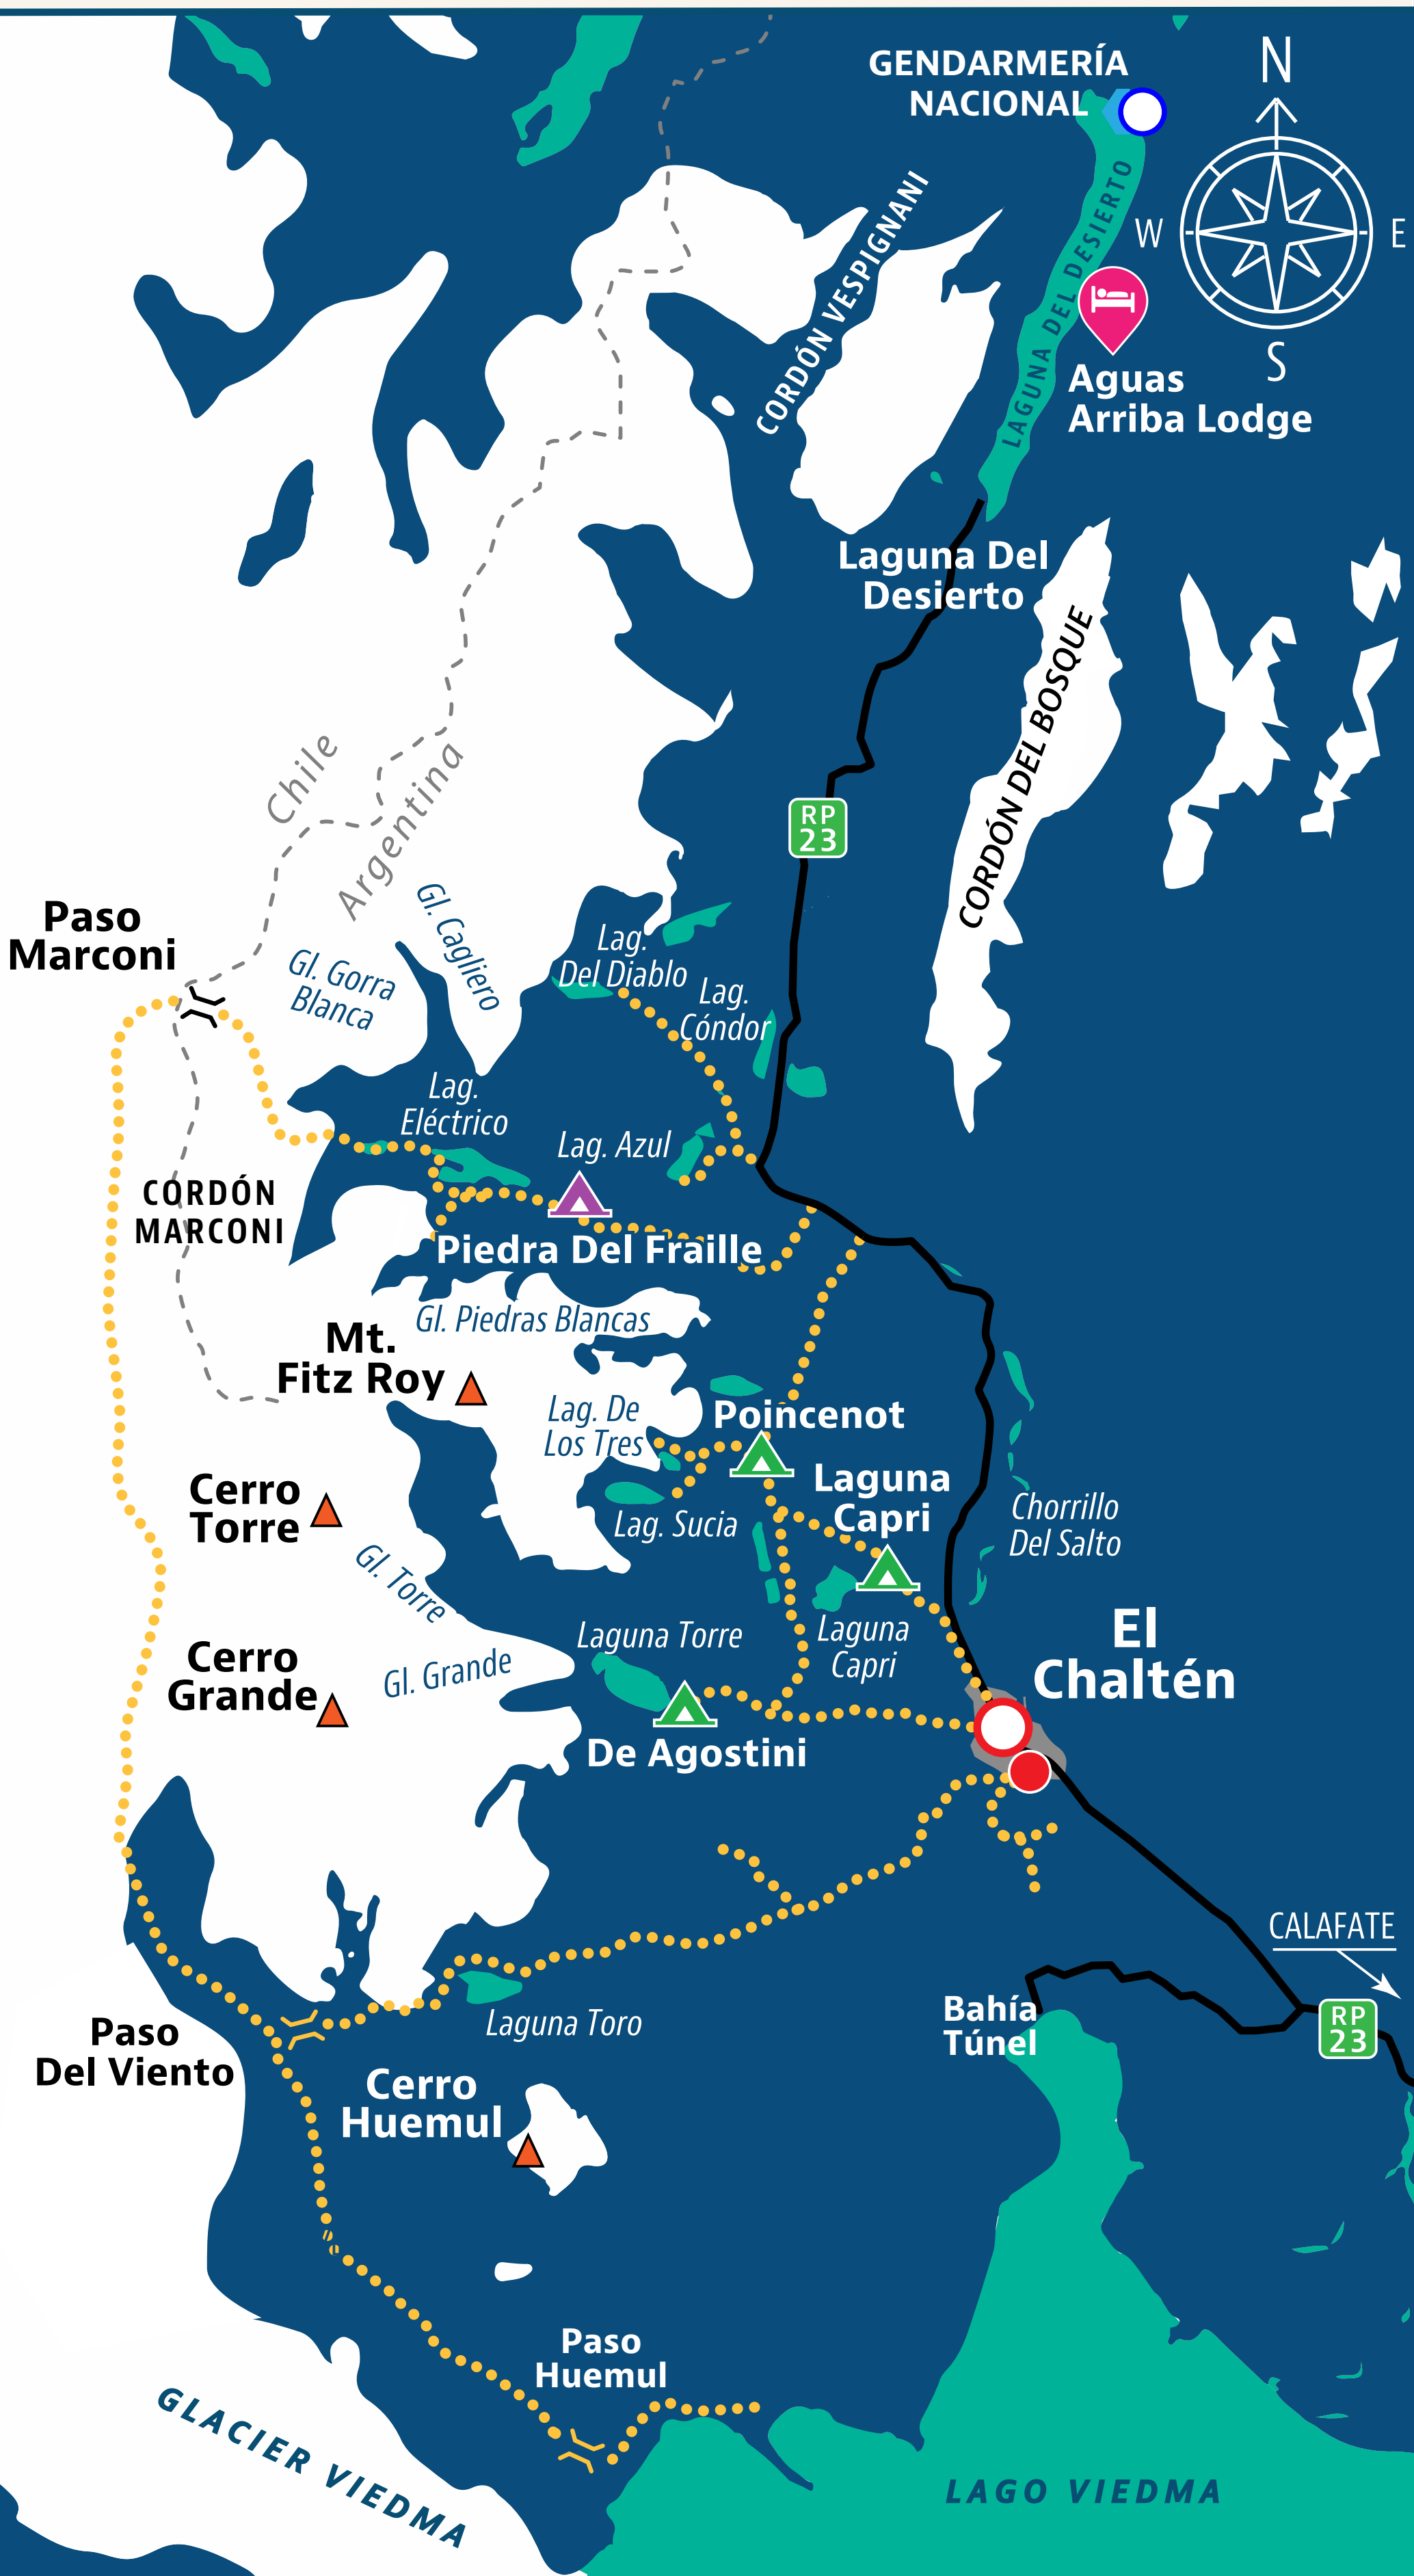 GENDARMERÍA
NACIONAL
N
W
E
S
LAGUNA DEL DESIERTO
CORDÓN VESPIGNANI
Aguas
Arriba Lodge
Laguna Del
Desierto
CORDÓN DEL BOSQUE
Chile
Argentina
RP
23
Paso
Marconi
Gl. Gorra
Blanca
Gl. Cagliero
Lag.
Del Diablo
Lag.
Cóndor
Lag.
Eléctrico
Lag. Azul
CORDÓN
MARCONI
Piedra Del Fraille
Gl. Piedras Blancas
Mt.
Fitz Roy
Lag. De
Los Tres
Poincenot
Laguna
Capri
Cerro
Torre
Lag. Sucia
Chorrillo
Del Salto
Gl. Torre
Laguna Torre
Laguna
Capri
El
Chaltén
Cerro
Grande
Gl. Grande
De Agostini
CALAFATE
Bahía
Túnel
RP
23
Paso
Del Viento
Laguna Toro
Cerro
Huemul
Paso
Huemul
GLACIER VIEDMA
LAGO VIEDMA